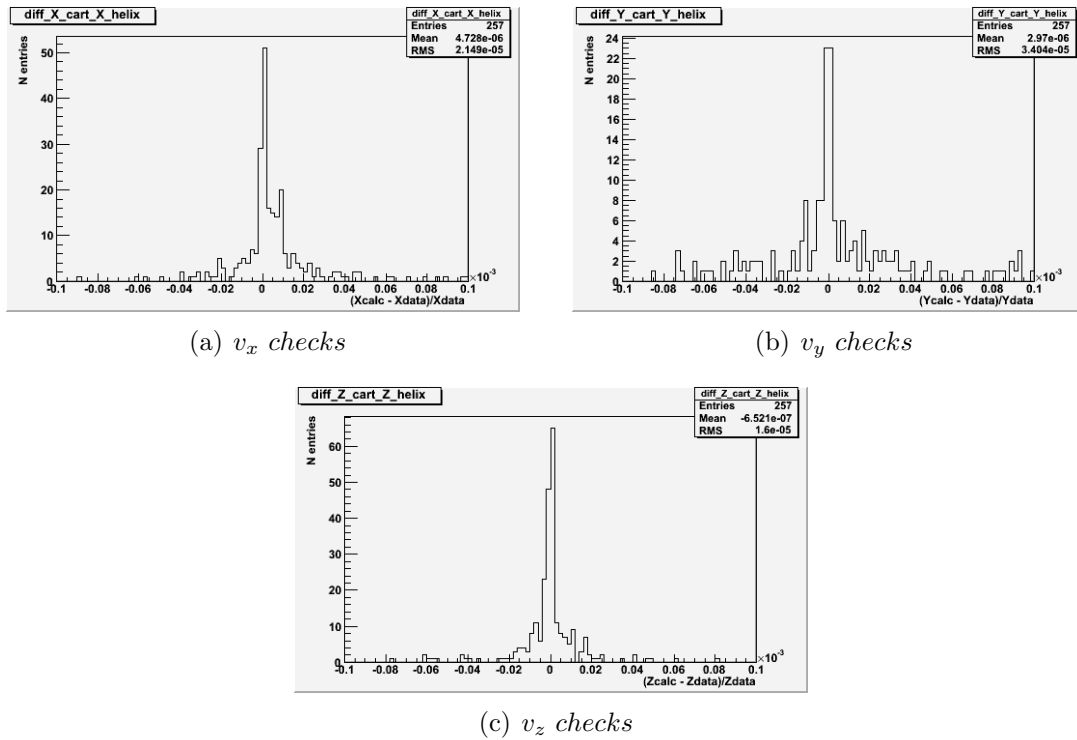 diff_X_cart_X_helix
diff_X_cart_X_helix
Entries 257
Mean 4.728e-06
RMS 2.149e-05
N entries
50
40
30
20
10
0
-0.1 -0.08 -0.06 -0.04 -0.02 0 0.02 0.04 0.06 0.08 0.1
×10⁻³
(Xcalc - Xdata)/Xdata
(a) v_x checks
diff_Y_cart_Y_helix
diff_Y_cart_Y_helix
Entries 257
Mean 2.97e-06
RMS 3.404e-05
N entries
24
22
20
18
16
14
12
10
8
6
4
2
0
-0.1 -0.08 -0.06 -0.04 -0.02 0 0.02 0.04 0.06 0.08 0.1
×10⁻³
(Ycalc - Ydata)/Ydata
(b) v_y checks
diff_Z_cart_Z_helix
diff_Z_cart_Z_helix
Entries 257
Mean -6.521e-07
RMS 1.6e-05
N entries
60
50
40
30
20
10
0
-0.1 -0.08 -0.06 -0.04 -0.02 0 0.02 0.04 0.06 0.08 0.1
×10⁻³
(Zcalc - Zdata)/Zdata
(c) v_z checks